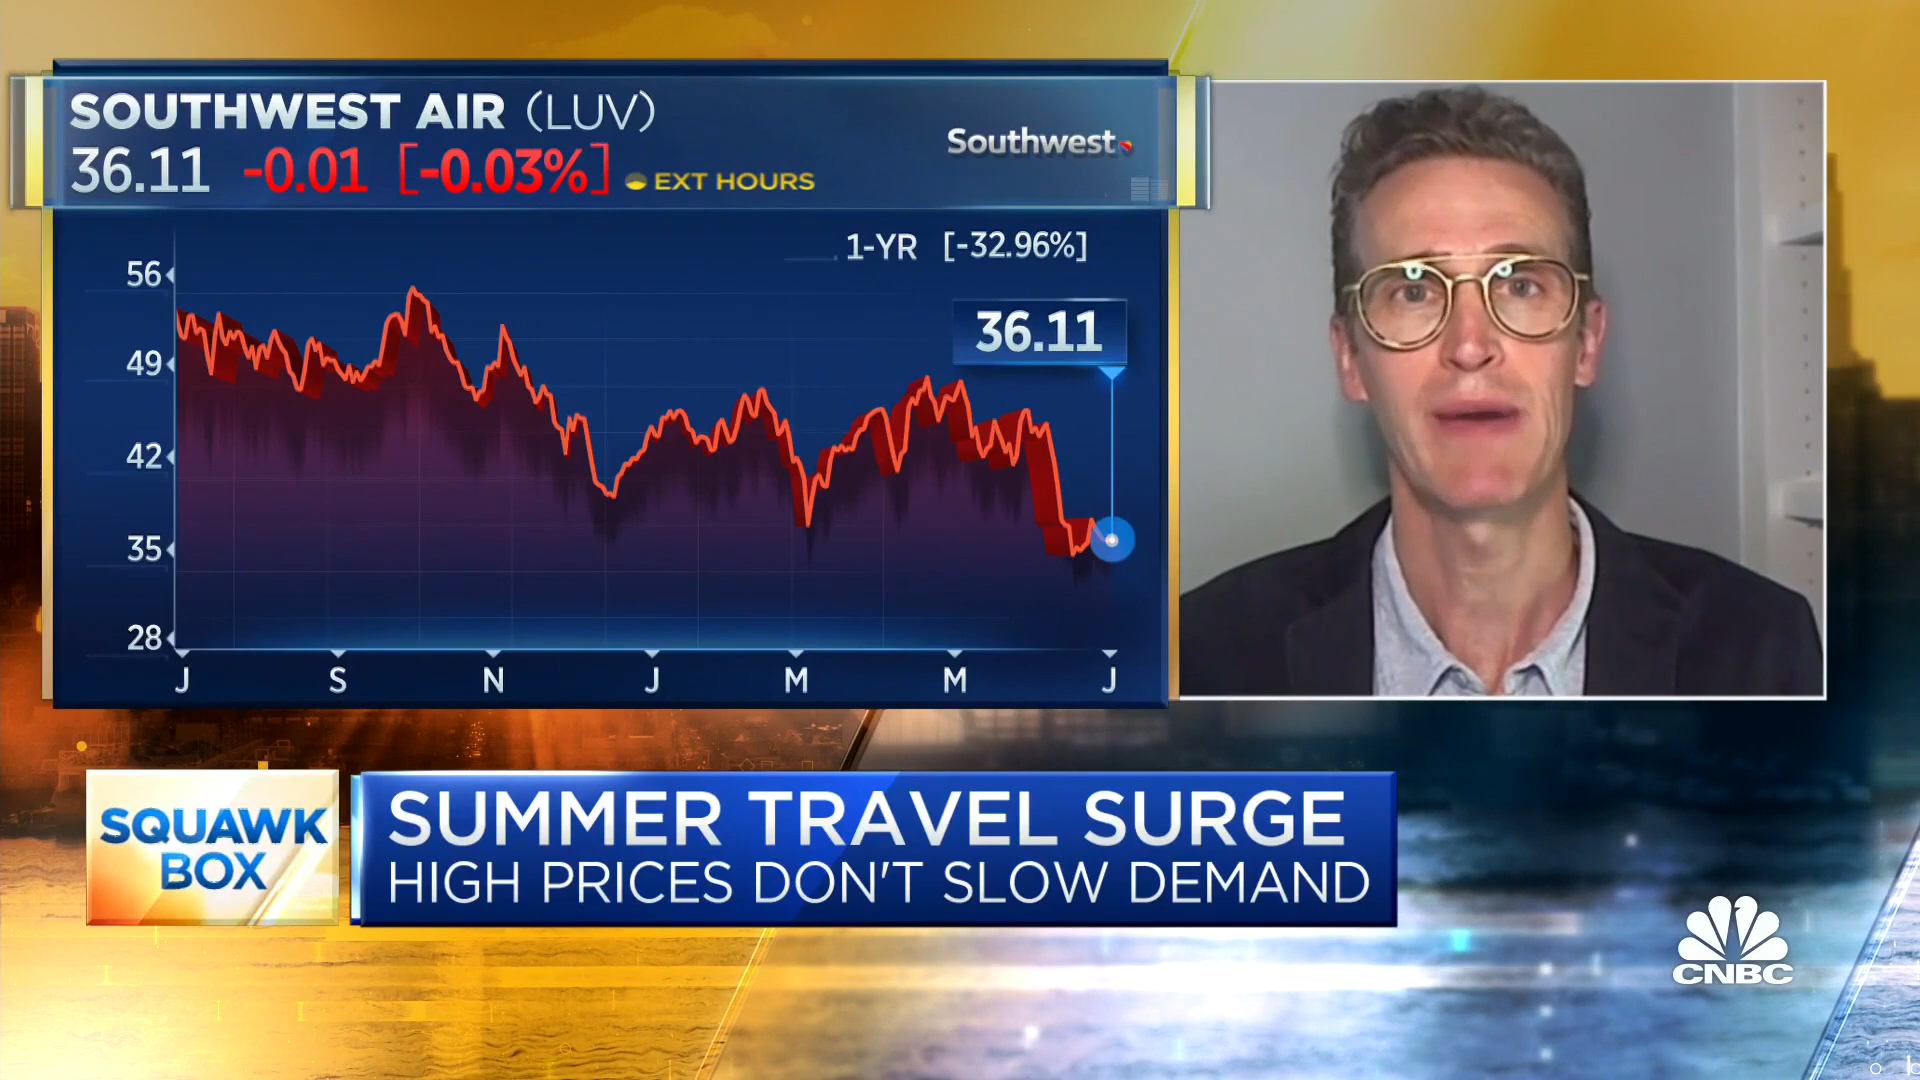 SOUTHWEST AIR (LUV)
36.11 -0.01 [-0.03%] EXT HOURS
Southwest
1-YR [-32.96%]
36.11
56
49
42
35
28
J S N J M M J
SQUAWK
BOX
SUMMER TRAVEL SURGE
HIGH PRICES DON'T SLOW DEMAND
CNBC